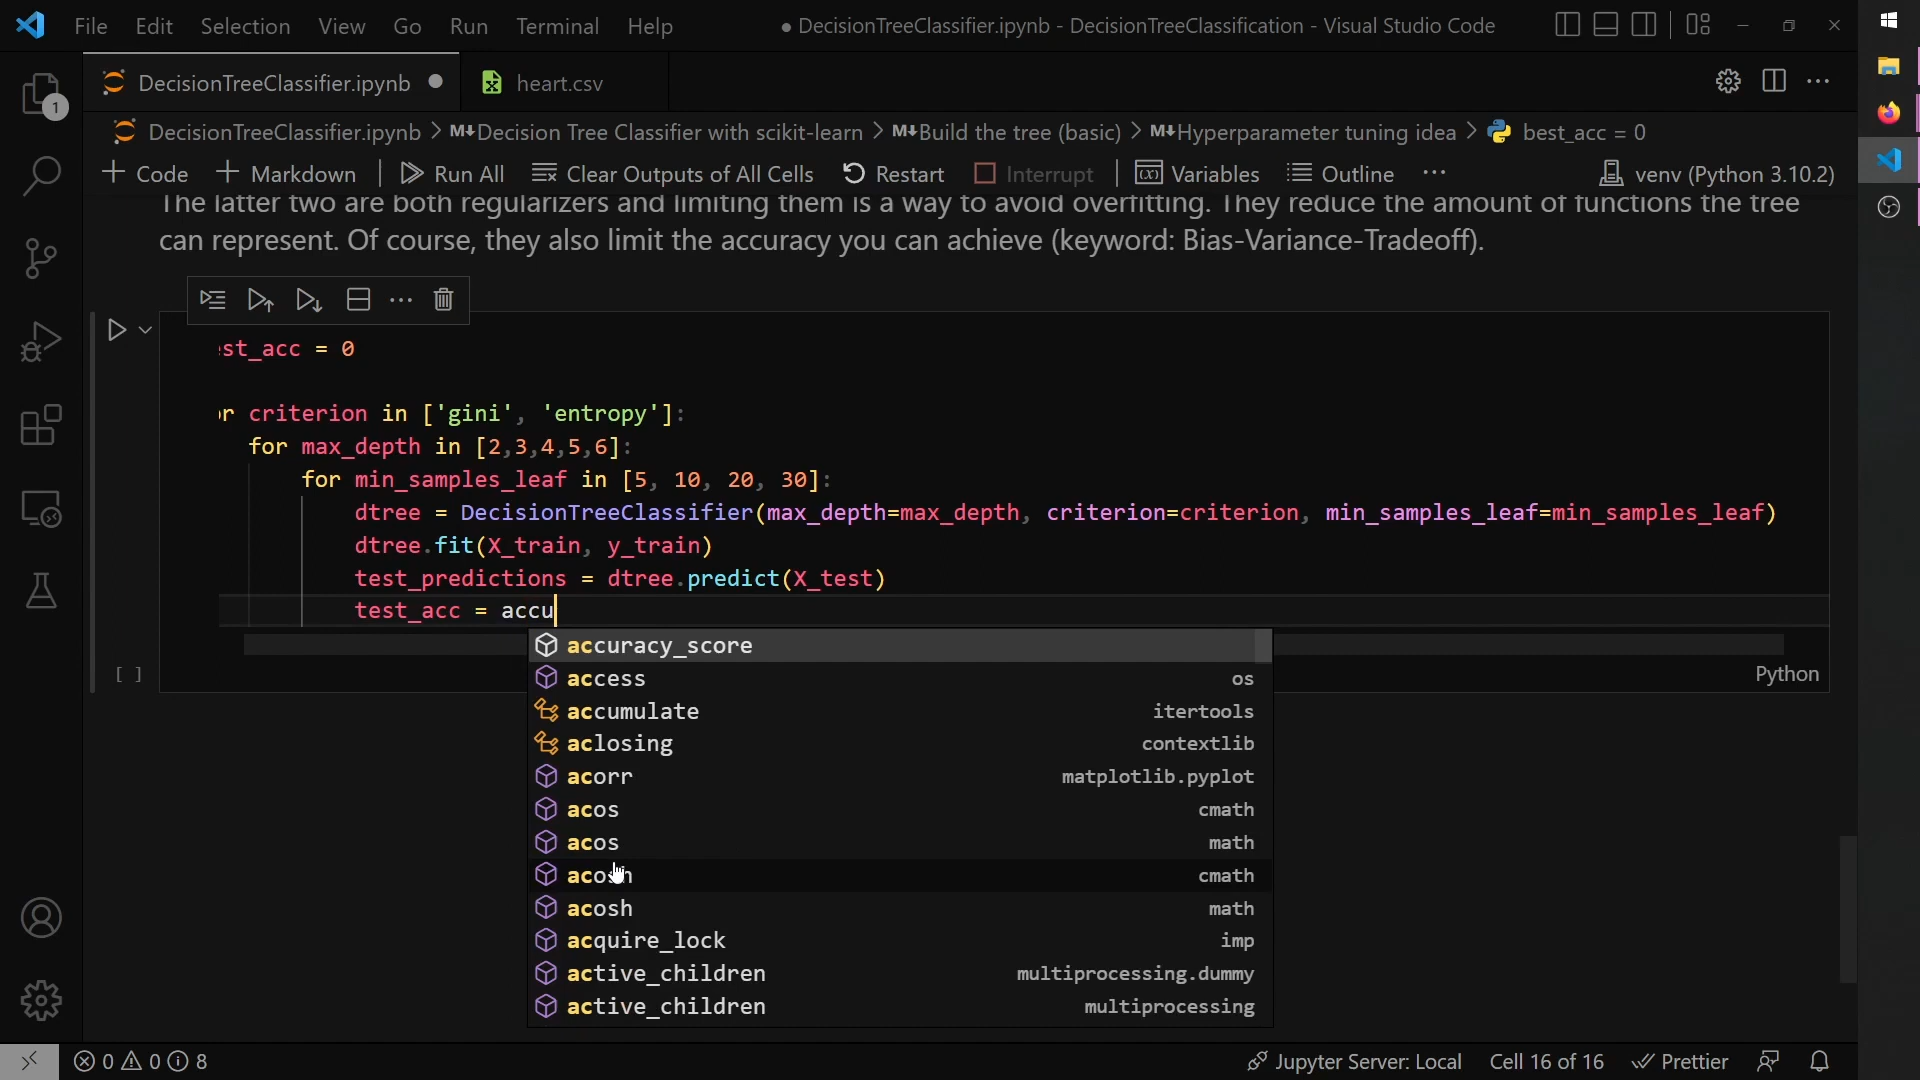 File Edit Selection View Go Run Terminal Help ● DecisionTreeClassifier.ipynb - DecisionTreeClassification - Visual Studio Code
DecisionTreeClassifier.ipynb ● heart.csv
1
DecisionTreeClassifier.ipynb > M↓Decision Tree Classifier with scikit-learn > M↓Build the tree (basic) > M↓Hyperparameter tuning idea > best_acc = 0
+ Code + Markdown Run All Clear Outputs of All Cells Restart Interrupt (x) Variables Outline ··· venv (Python 3.10.2)
The latter two are both regularizers and limiting them is a way to avoid overfitting. They reduce the amount of functions the tree
can represent. Of course, they also limit the accuracy you can achieve (keyword: Bias-Variance-Tradeoff).
est_acc = 0
or criterion in ['gini', 'entropy']:
for max_depth in [2,3,4,5,6]:
for min_samples_leaf in [5, 10, 20, 30]:
dtree = DecisionTreeClassifier(max_depth=max_depth, criterion=criterion, min_samples_leaf=min_samples_leaf)
dtree.fit(X_train, y_train)
test_predictions = dtree.predict(X_test)
test_acc = accu
accuracy_score
[ ] Python
access os
accumulate itertools
aclosing contextlib
acorr matplotlib.pyplot
acos cmath
acos math
acosh cmath
acosh math
acquire_lock imp
active_children multiprocessing.dummy
active_children multiprocessing
0 0 8 Jupyter Server: Local Cell 16 of 16 Prettier